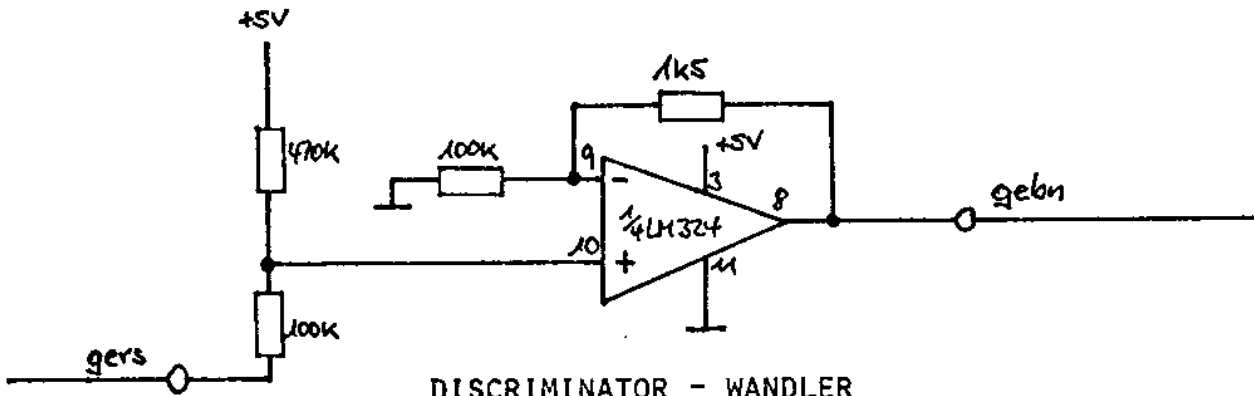 +5V
1k5
+5V
470K
100K
9
-
3
8
gebn
1/4LM324
10
+
11
100K
gers
DISCRIMINATOR - WANDLER